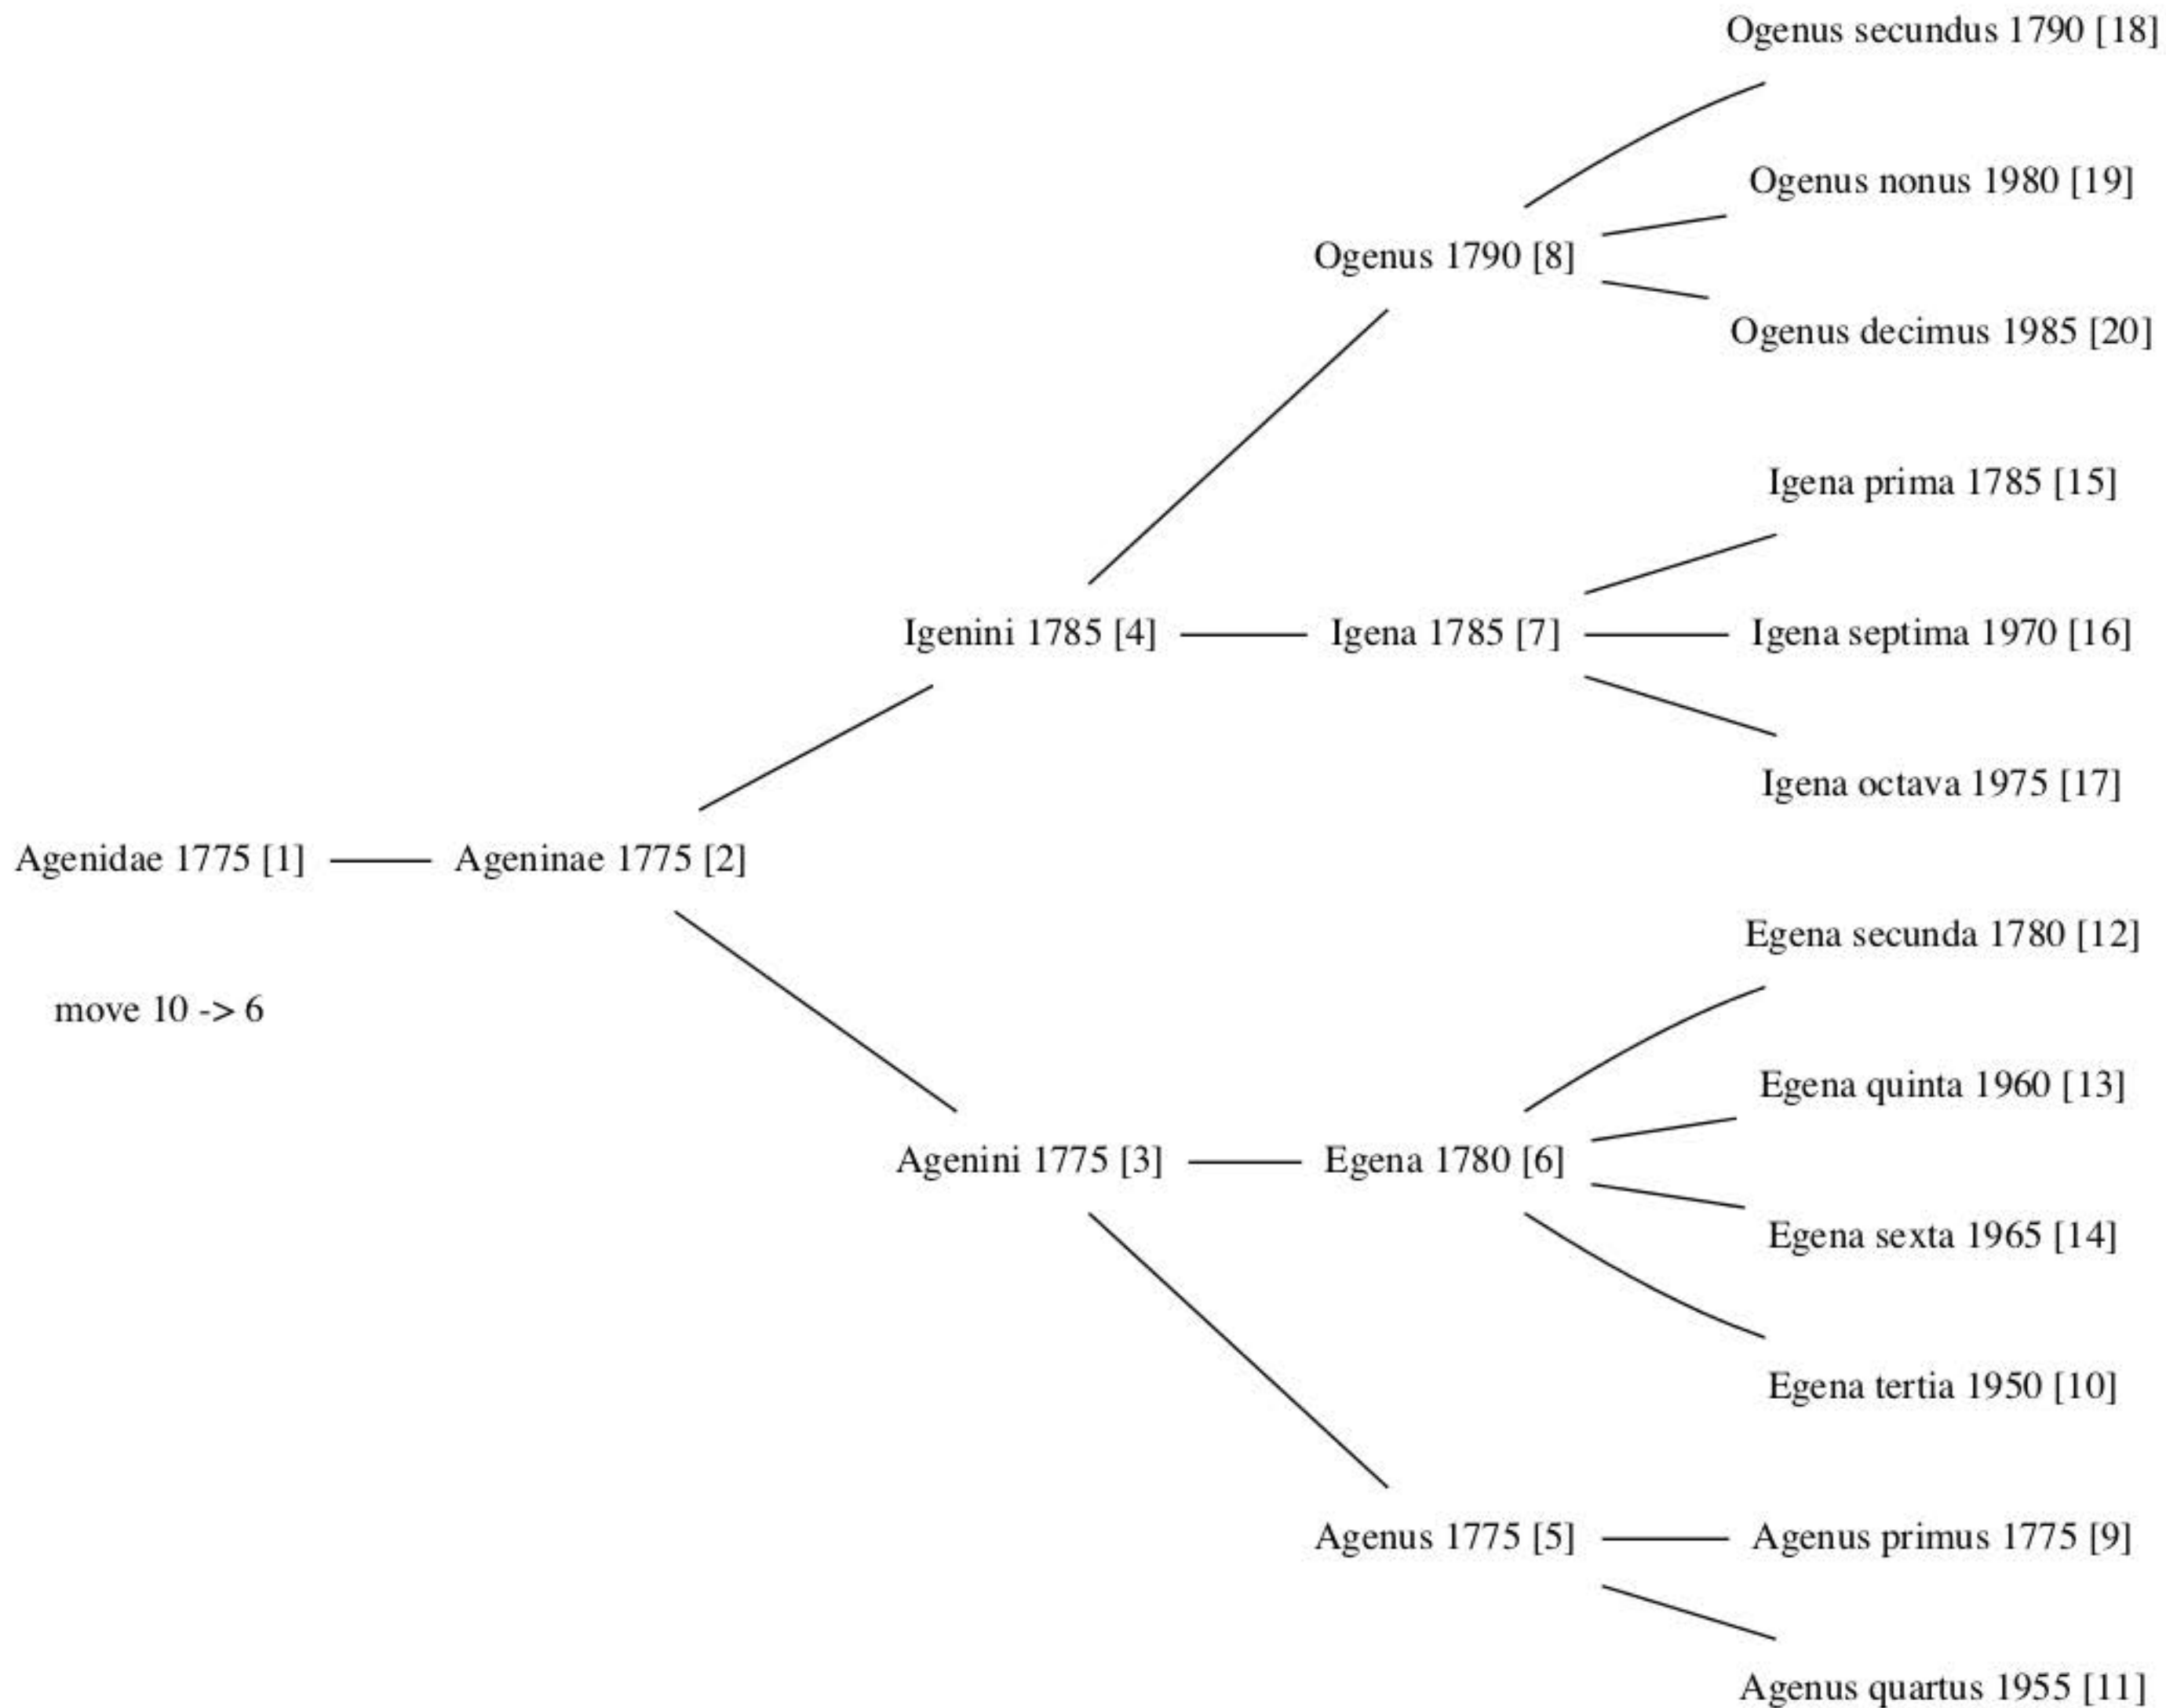 Ogenus secundus 1790 [18]
Ogenus nonus 1980 [19]
Ogenus 1790 [8]
Ogenus decimus 1985 [20]
Igena prima 1785 [15]
Igenini 1785 [4]
Igena 1785 [7]
Igena septima 1970 [16]
Igena octava 1975 [17]
Agenidae 1775 [1]
Ageninae 1775 [2]
Egena secunda 1780 [12]
move 10 -> 6
Egena quinta 1960 [13]
Agenini 1775 [3]
Egena 1780 [6]
Egena sexta 1965 [14]
Egena tertia 1950 [10]
Agenus 1775 [5]
Agenus primus 1775 [9]
Agenus quartus 1955 [11]